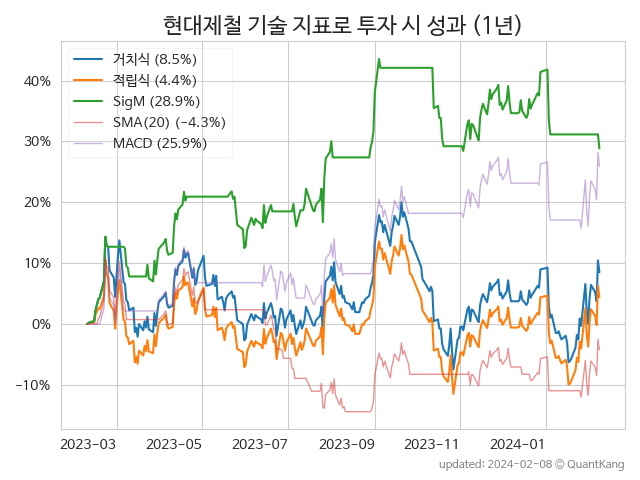 현대제철 기술 지표로 투자 시 성과 (1년)
거치식 (8.5%)
적립식 (4.4%)
SigM (28.9%)
SMA(20) (−4.3%)
MACD (25.9%)
40%
30%
20%
10%
0%
−10%
2023-03 2023-05 2023-07 2023-09 2023-11 2024-01
updated: 2024-02-08 ⓒ QuantKang